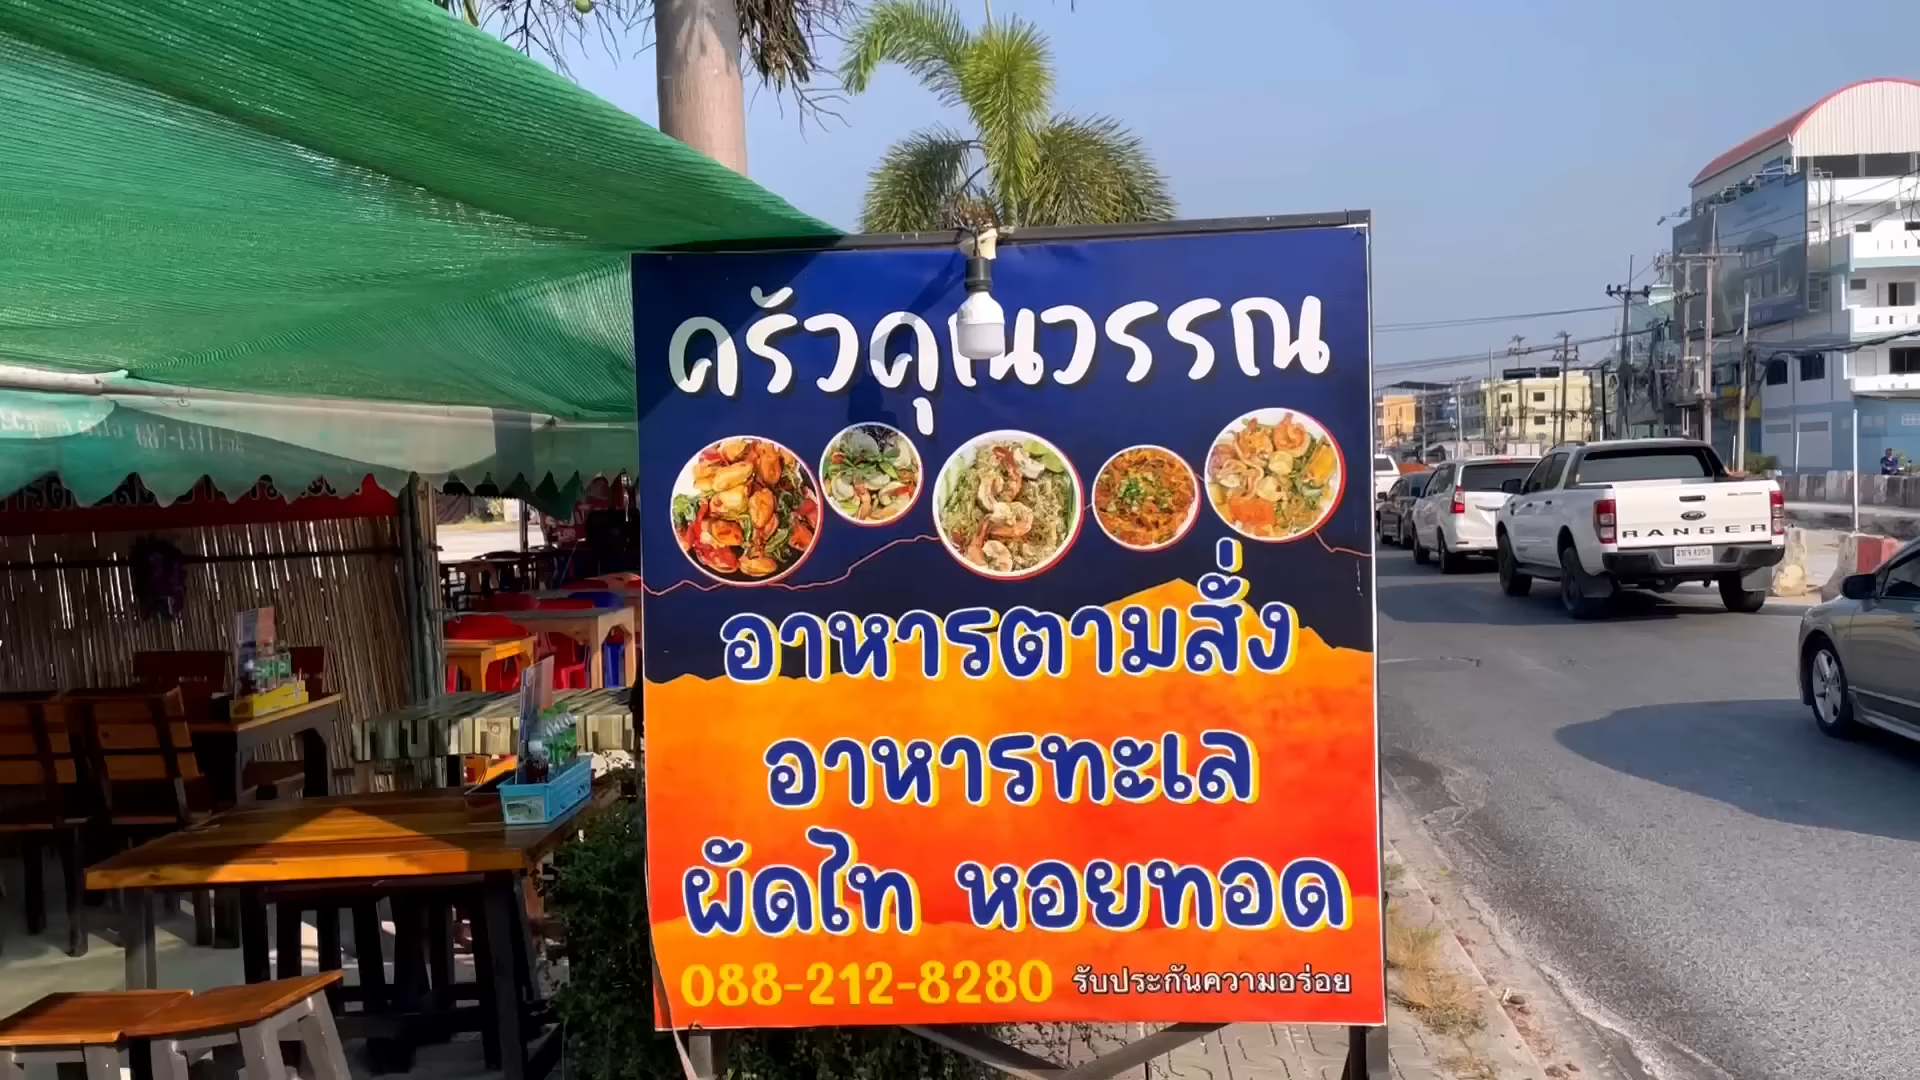 ครัวคุณวรรณ
อาหารตามสั่ง
อาหารทะเล
ผัดไท หอยทอด
088-212-8280 รับประกันความอร่อย
RANGER